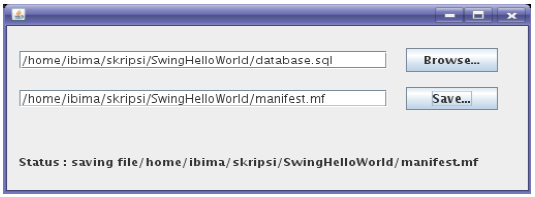 /home/ibima/skripsi/SwingHelloWorld/database.sql
Browse...
/home/ibima/skripsi/SwingHelloWorld/manifest.mf
Save...
Status : saving file/home/ibima/skripsi/SwingHelloWorld/manifest.mf